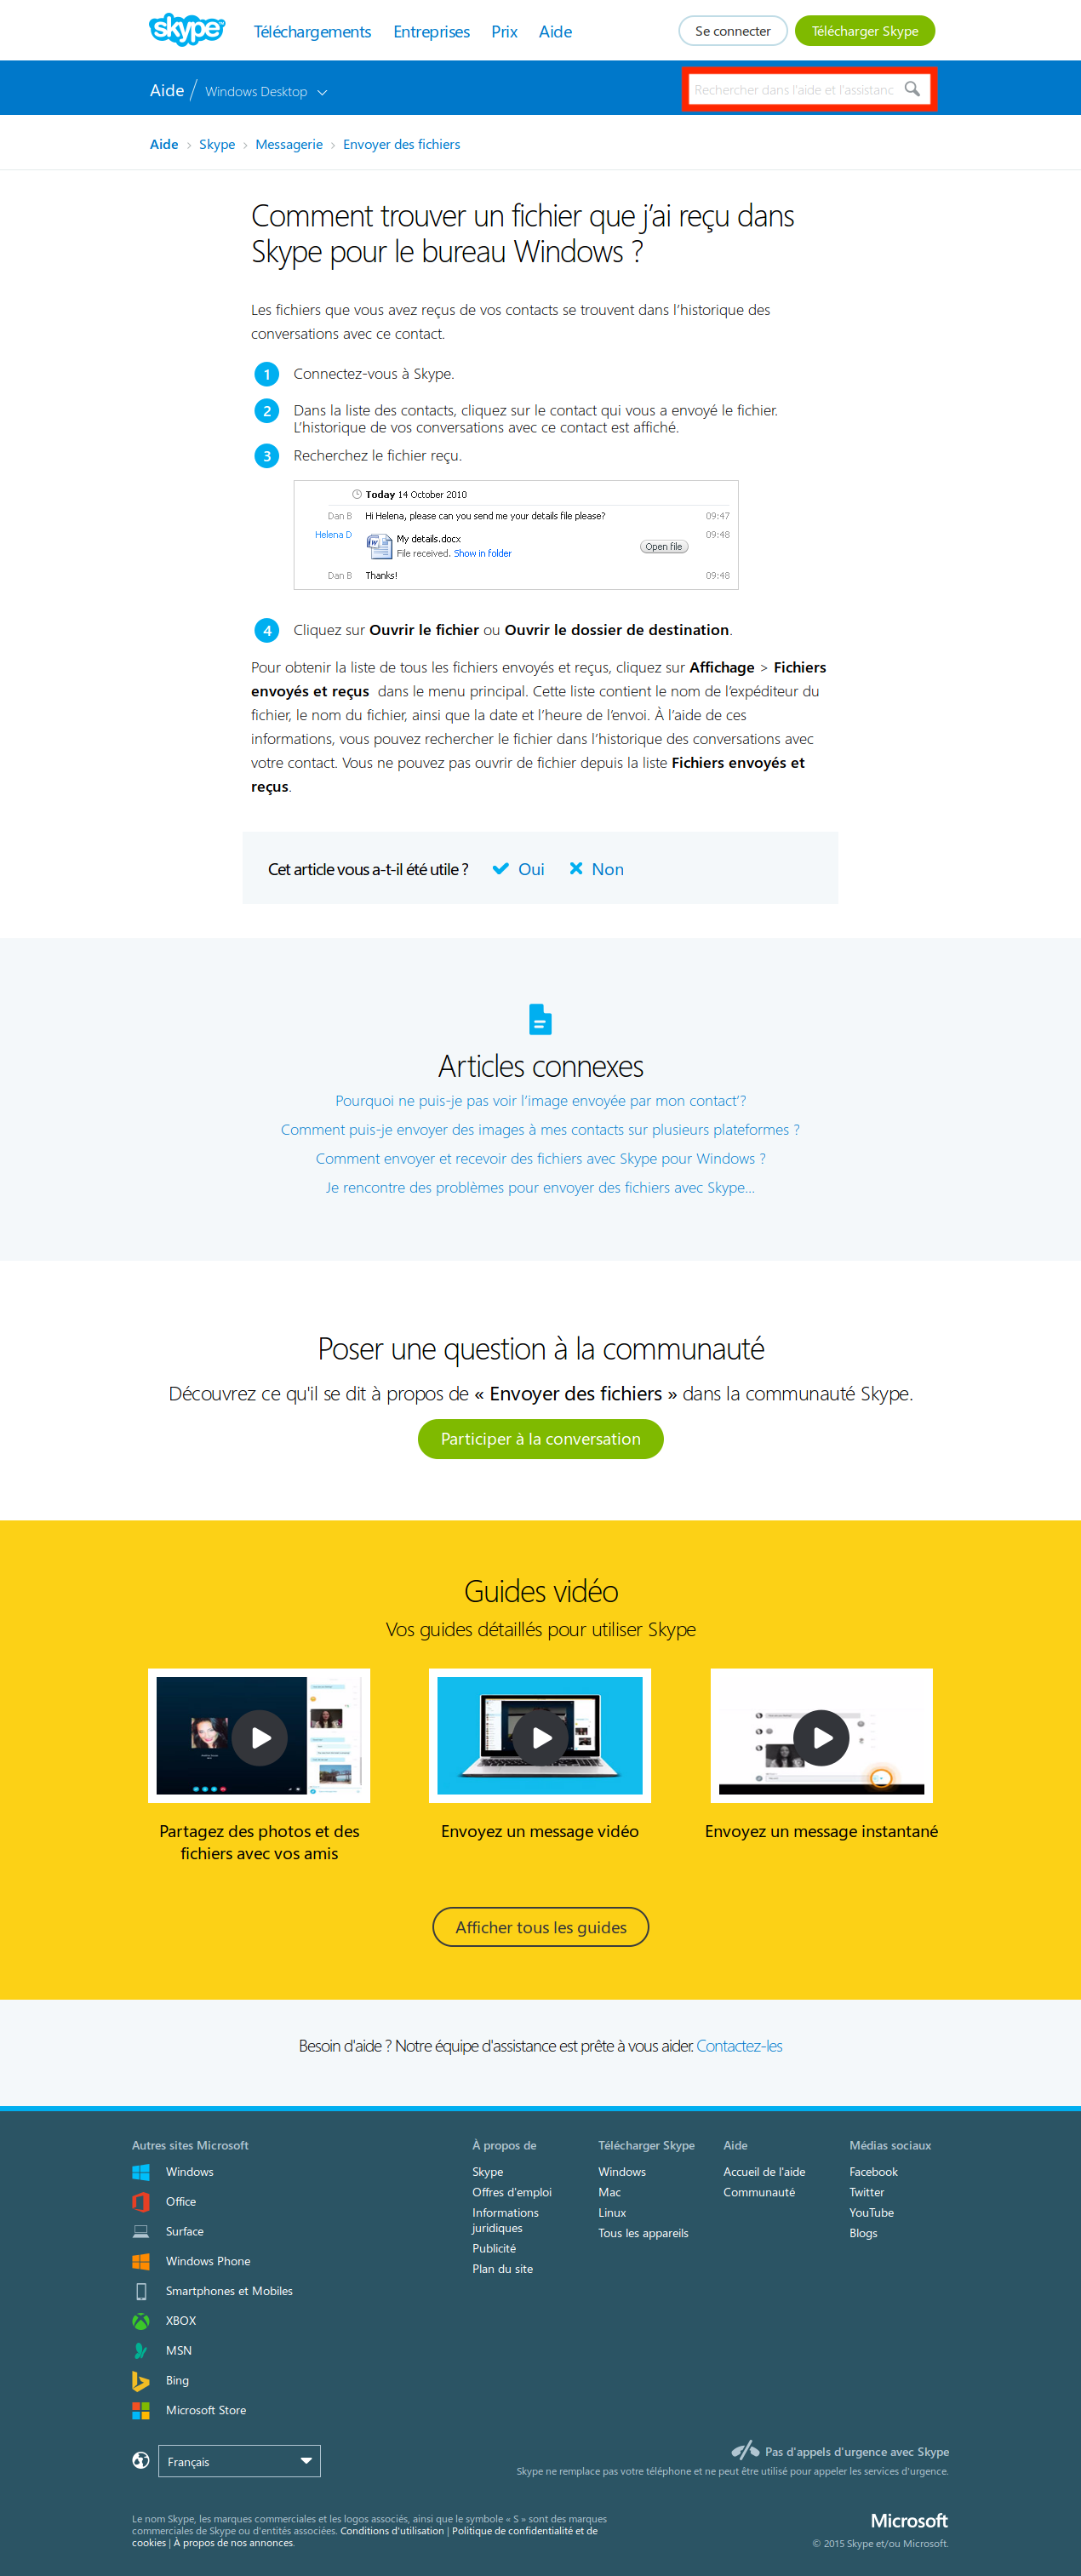 skype™
Téléchargements Entreprises Prix Aide
Se connecter Télécharger Skype
Aide / Windows Desktop
Rechercher dans l'aide et l'assistanc
Aide › Skype › Messagerie › Envoyer des fichiers
Comment trouver un fichier que j'ai reçu dans
Skype pour le bureau Windows ?
Les fichiers que vous avez reçus de vos contacts se trouvent dans l'historique des
conversations avec ce contact.
1 Connectez-vous à Skype.
2 Dans la liste des contacts, cliquez sur le contact qui vous a envoyé le fichier.
L'historique de vos conversations avec ce contact est affiché.
3 Recherchez le fichier reçu.
Today 14 October 2010
Dan B Hi Helena, please can you send me your details file please? 09:47
Helena D My details.docx 09:48
File received. Show in folder Open file
Dan B Thanks! 09:48
4 Cliquez sur Ouvrir le fichier ou Ouvrir le dossier de destination.
Pour obtenir la liste de tous les fichiers envoyés et reçus, cliquez sur Affichage > Fichiers
envoyés et reçus dans le menu principal. Cette liste contient le nom de l'expéditeur du
fichier, le nom du fichier, ainsi que la date et l'heure de l'envoi. À l'aide de ces
informations, vous pouvez rechercher le fichier dans l'historique des conversations avec
votre contact. Vous ne pouvez pas ouvrir de fichier depuis la liste Fichiers envoyés et
reçus.
Cet article vous a-t-il été utile ? Oui Non
Articles connexes
Pourquoi ne puis-je pas voir l'image envoyée par mon contact'?
Comment puis-je envoyer des images à mes contacts sur plusieurs plateformes ?
Comment envoyer et recevoir des fichiers avec Skype pour Windows ?
Je rencontre des problèmes pour envoyer des fichiers avec Skype...
Poser une question à la communauté
Découvrez ce qu'il se dit à propos de « Envoyer des fichiers » dans la communauté Skype.
Participer à la conversation
Guides vidéo
Vos guides détaillés pour utiliser Skype
Partagez des photos et des
fichiers avec vos amis
Envoyez un message vidéo
Envoyez un message instantané
Afficher tous les guides
Besoin d'aide ? Notre équipe d'assistance est prête à vous aider. Contactez-les
Autres sites Microsoft
Windows
Office
Surface
Windows Phone
Smartphones et Mobiles
XBOX
MSN
Bing
Microsoft Store
À propos de
Skype
Offres d'emploi
Informations
juridiques
Publicité
Plan du site
Télécharger Skype
Windows
Mac
Linux
Tous les appareils
Aide
Accueil de l'aide
Communauté
Médias sociaux
Facebook
Twitter
YouTube
Blogs
Français
Pas d'appels d'urgence avec Skype
Skype ne remplace pas votre téléphone et ne peut être utilisé pour appeler les services d'urgence.
Le nom Skype, les marques commerciales et les logos associés, ainsi que le symbole « S » sont des marques
commerciales de Skype ou d'entités associées. Conditions d'utilisation | Politique de confidentialité et de
cookies | À propos de nos annonces.
Microsoft
© 2015 Skype et/ou Microsoft.